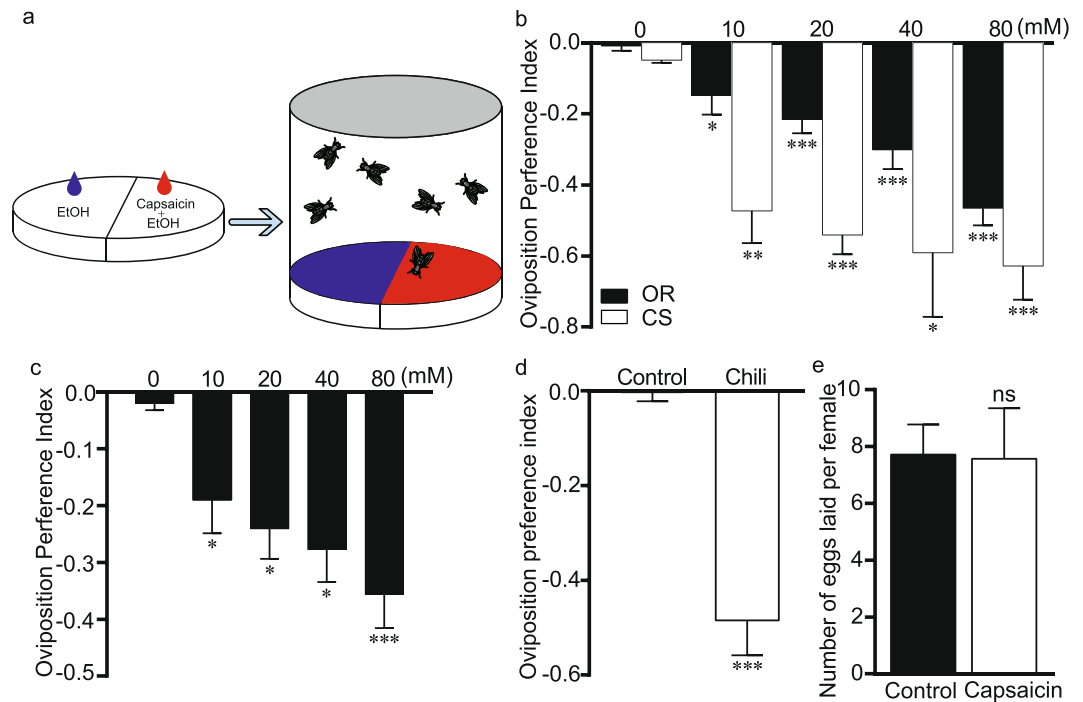 a
EtOH
Capsaicin
+
EtOH
b
0 10 20 40 80 (mM)
Oviposition Perference Index
0.0
-0.2
-0.4
-0.6
-0.8
* *** *** ***
** *** * ***
OR
CS
c
0 10 20 40 80 (mM)
Oviposition Perference Index
0.0
-0.1
-0.2
-0.3
-0.4
-0.5
* * * ***
d
Control Chili
Oviposition preference index
0.0
-0.2
-0.4
-0.6
***
e
Number of eggs laid per female
10
8
6
4
2
0
ns
Control Capsaicin